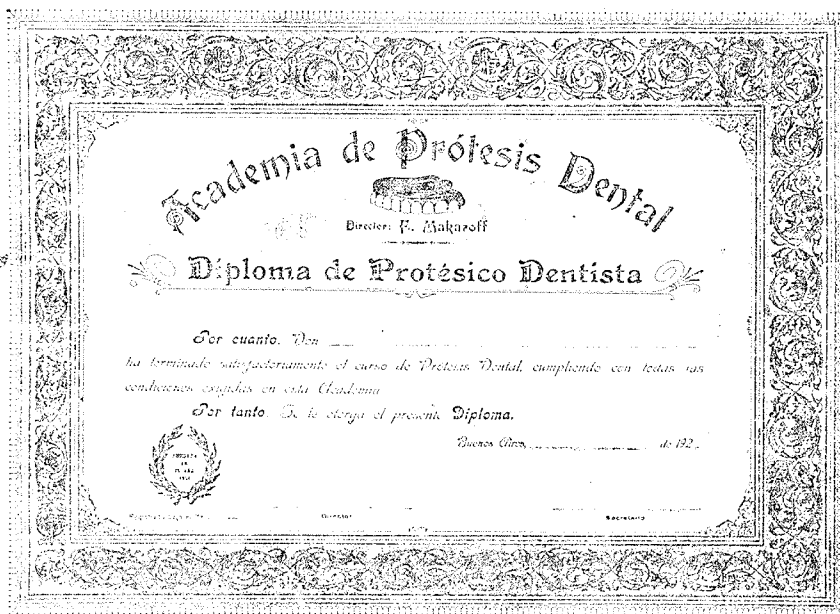 Academia de Prótesis Dental
Director: F. Makaroff
Diploma de Protésico Dentista
Por cuanto. Don
ha terminado satisfactoriamente el curso de Prótesis Dental, cumpliendo con todas las
condiciones exigidas en esta Academia
Por tanto. Se le otorga el presente Diploma.
Buenos Aires, de 192
Director Secretario